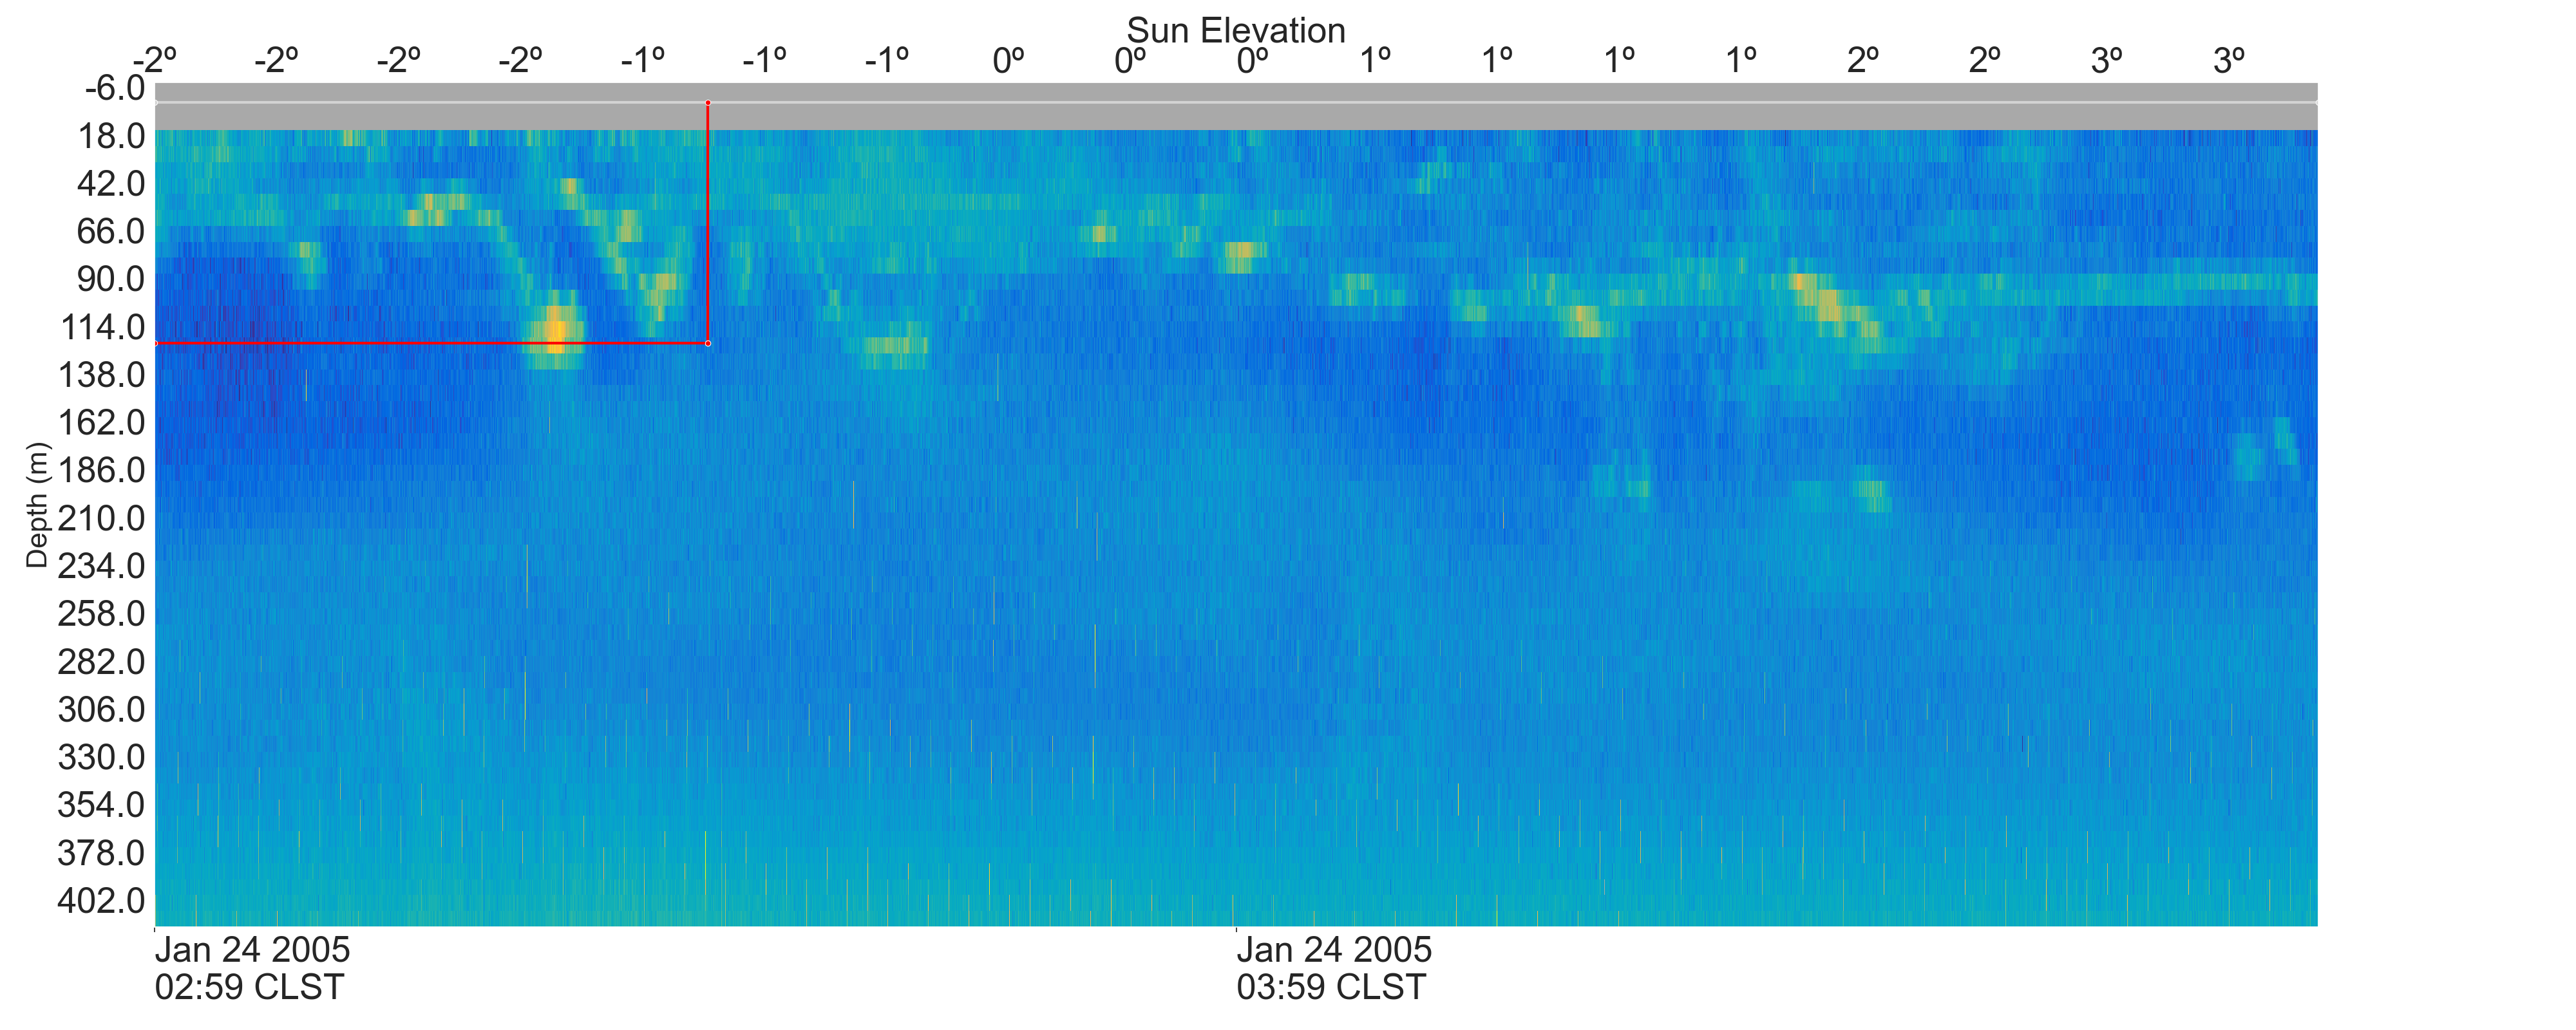 Sun Elevation
-2º -2º -2º -2º -1º -1º -1º 0º 0º 0º 1º 1º 1º 1º 2º 2º 3º 3º
-6.0
18.0
42.0
66.0
90.0
114.0
138.0
162.0
186.0
210.0
234.0
258.0
282.0
306.0
330.0
354.0
378.0
402.0
Depth (m)
Jan 24 2005
02:59 CLST
Jan 24 2005
03:59 CLST